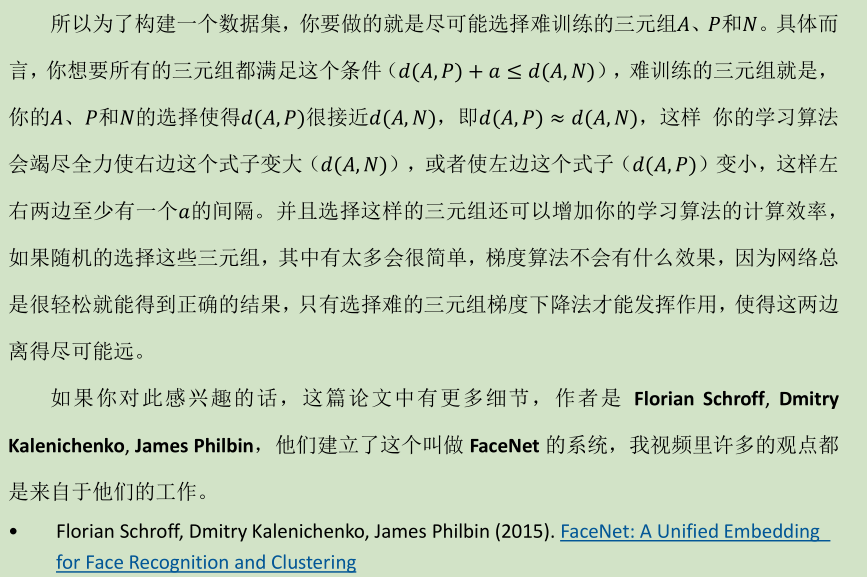 所以为了构建一个数据集，你要做的就是尽可能选择难训练的三元组A、P和N。具体而
言，你想要所有的三元组都满足这个条件（d(A, P) + a ≤ d(A, N)），难训练的三元组就是，
你的A、P和N的选择使得d(A, P)很接近d(A, N)，即d(A, P) ≈ d(A, N)，这样 你的学习算法
会竭尽全力使右边这个式子变大（d(A, N)），或者使左边这个式子（d(A, P)）变小，这样左
右两边至少有一个a的间隔。并且选择这样的三元组还可以增加你的学习算法的计算效率，
如果随机的选择这些三元组，其中有太多会很简单，梯度算法不会有什么效果，因为网络总
是很轻松就能得到正确的结果，只有选择难的三元组梯度下降法才能发挥作用，使得这两边
离得尽可能远。
如果你对此感兴趣的话，这篇论文中有更多细节，作者是 Florian Schroff, Dmitry
Kalenichenko, James Philbin，他们建立了这个叫做 FaceNet 的系统，我视频里许多的观点都
是来自于他们的工作。
• Florian Schroff, Dmitry Kalenichenko, James Philbin (2015). FaceNet: A Unified Embedding
for Face Recognition and Clustering